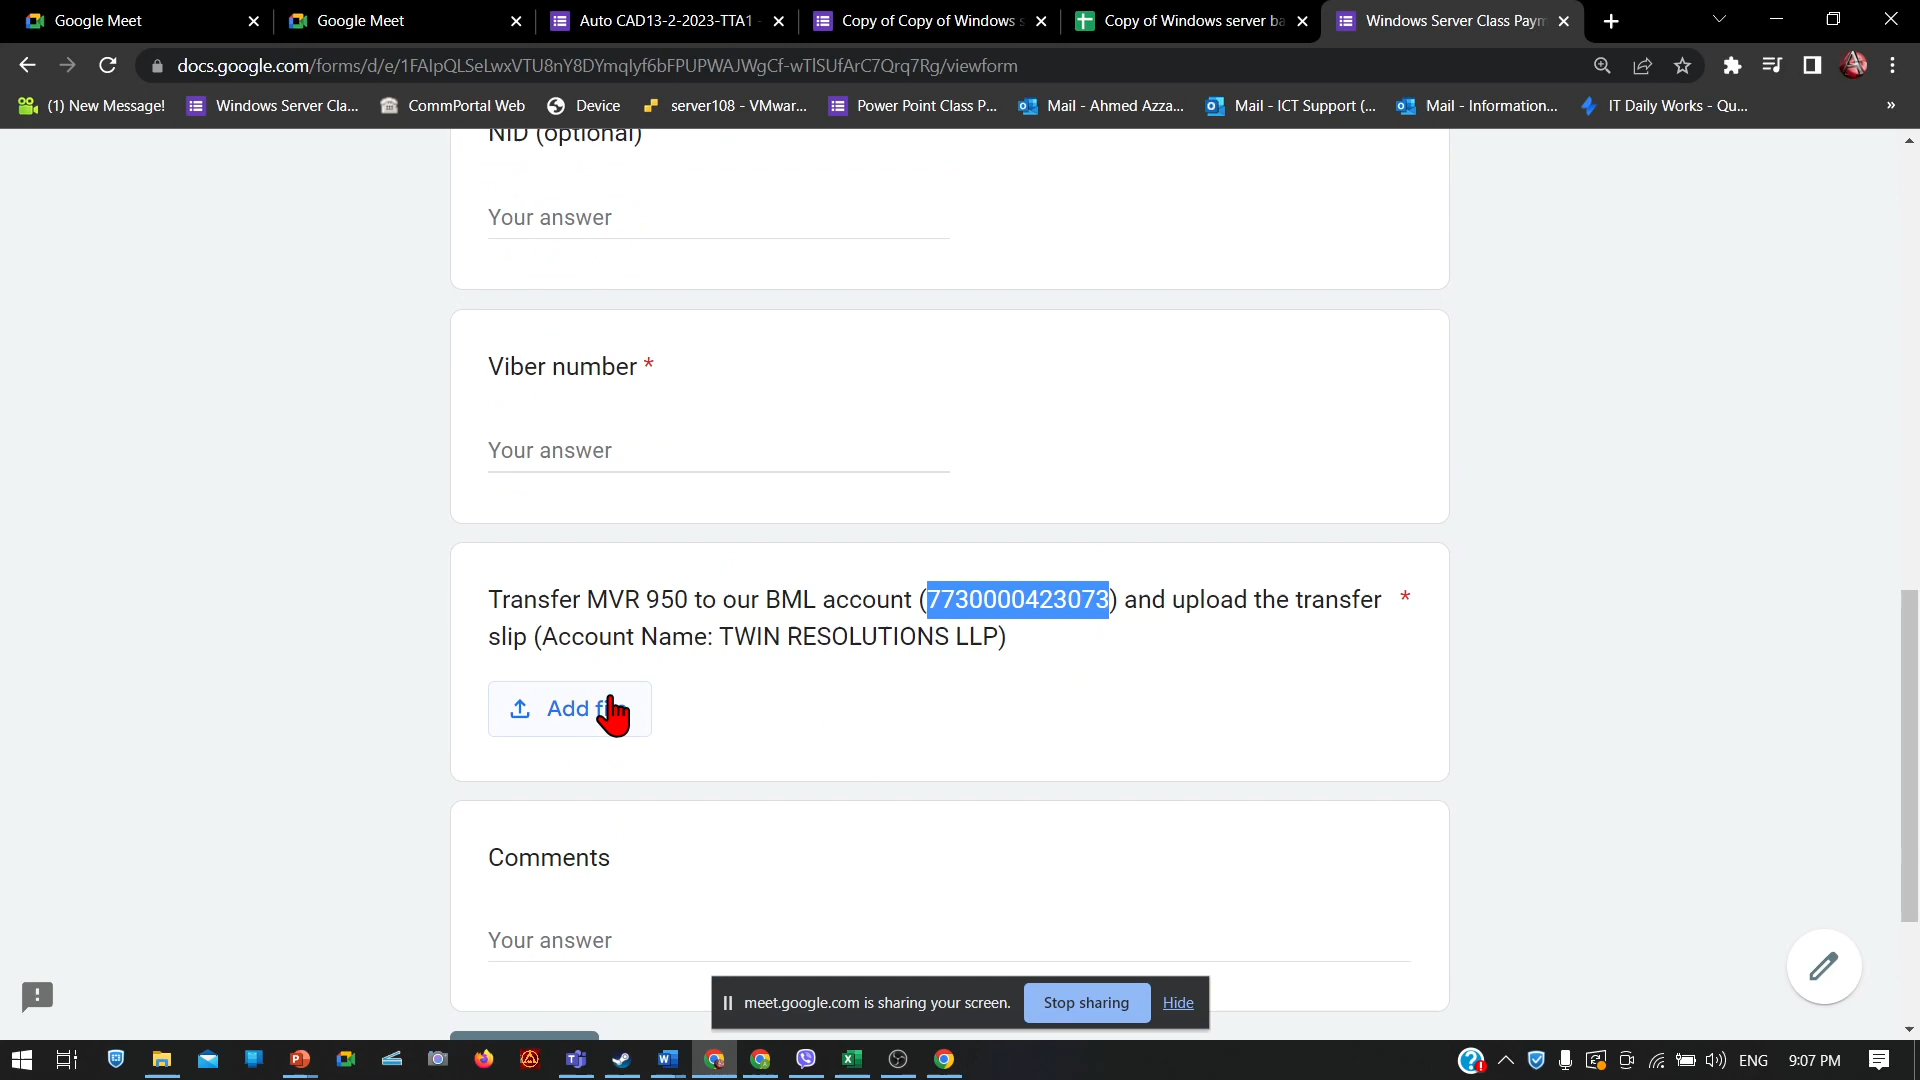 Google Meet
Google Meet
Auto CAD13-2-2023-TTA1 -
Copy of Copy of Windows s
Copy of Windows server ba
Windows Server Class Paym
docs.google.com/forms/d/e/1FAIpQLSeLwxVTU8nY8DYmqlyf6bFPUPWAJWgCf-wTlSUfArC7Qrq7Rg/viewform
(1) New Message!
Windows Server Cla...
CommPortal Web
Device
server108 - VMwar...
Power Point Class P...
Mail - Ahmed Azza...
Mail - ICT Support (...
Mail - Information...
IT Daily Works - Qu...
»
NID (optional)
Your answer
Viber number *
Your answer
Transfer MVR 950 to our BML account (7730000423073) and upload the transfer *
slip (Account Name: TWIN RESOLUTIONS LLP)
Add
Comments
Your answer
meet.google.com is sharing your screen.
Stop sharing
Hide
ENG
9:07 PM